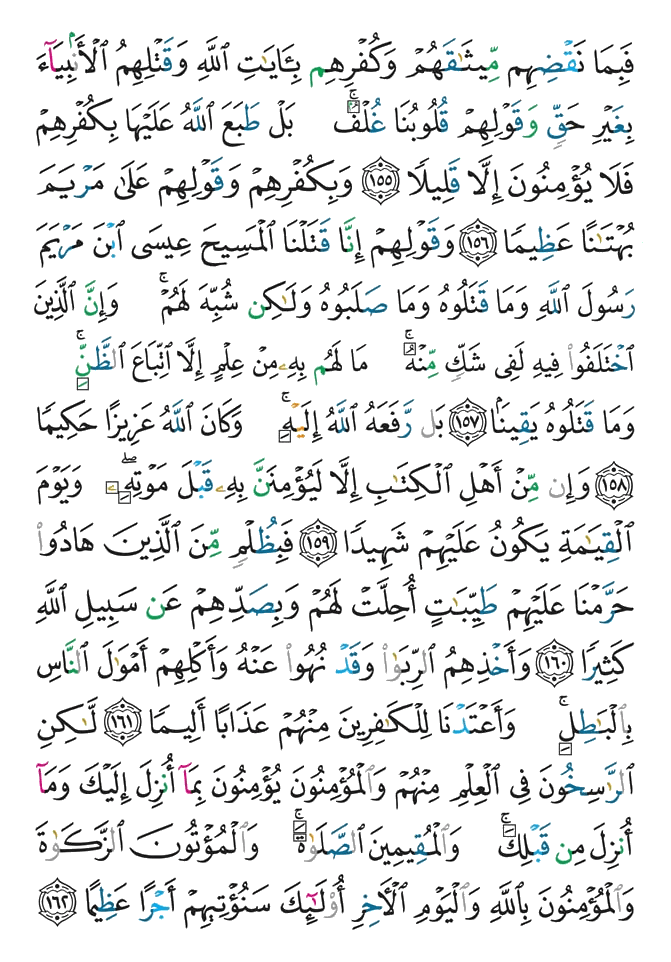 فَبِمَا نَقْضِهِم مِّيثَٰقَهُمْ وَكُفْرِهِم بِـَٔايَٰتِ ٱللَّهِ وَقَتْلِهِمُ ٱلْأَنۢبِيَآءَ
بِغَيْرِ حَقٍّ وَقَوْلِهِمْ قُلُوبُنَا غُلْفٌۢ ۚ بَلْ طَبَعَ ٱللَّهُ عَلَيْهَا بِكُفْرِهِمْ
فَلَا يُؤْمِنُونَ إِلَّا قَلِيلًا ١٥٥ وَبِكُفْرِهِمْ وَقَوْلِهِمْ عَلَىٰ مَرْيَمَ
بُهْتَٰنًا عَظِيمًا ١٥٦ وَقَوْلِهِمْ إِنَّا قَتَلْنَا ٱلْمَسِيحَ عِيسَى ٱبْنَ مَرْيَمَ
رَسُولَ ٱللَّهِ وَمَا قَتَلُوهُ وَمَا صَلَبُوهُ وَلَٰكِن شُبِّهَ لَهُمْ ۚ وَإِنَّ ٱلَّذِينَ
ٱخْتَلَفُوا۟ فِيهِ لَفِى شَكٍّ مِّنْهُ ۚ مَا لَهُم بِهِۦ مِنْ عِلْمٍ إِلَّا ٱتِّبَاعَ ٱلظَّنِّ ۚ
وَمَا قَتَلُوهُ يَقِينًۢا ١٥٧ بَل رَّفَعَهُ ٱللَّهُ إِلَيْهِ ۚ وَكَانَ ٱللَّهُ عَزِيزًا حَكِيمًا
١٥٨ وَإِن مِّنْ أَهْلِ ٱلْكِتَٰبِ إِلَّا لَيُؤْمِنَنَّ بِهِۦ قَبْلَ مَوْتِهِۦ ۖ وَيَوْمَ
ٱلْقِيَٰمَةِ يَكُونُ عَلَيْهِمْ شَهِيدًا ١٥٩ فَبِظُلْمٍ مِّنَ ٱلَّذِينَ هَادُوا۟
حَرَّمْنَا عَلَيْهِمْ طَيِّبَٰتٍ أُحِلَّتْ لَهُمْ وَبِصَدِّهِمْ عَن سَبِيلِ ٱللَّهِ
كَثِيرًا ١٦٠ وَأَخْذِهِمُ ٱلرِّبَوٰا۟ وَقَدْ نُهُوا۟ عَنْهُ وَأَكْلِهِمْ أَمْوَٰلَ ٱلنَّاسِ
بِٱلْبَٰطِلِ ۚ وَأَعْتَدْنَا لِلْكَٰفِرِينَ مِنْهُمْ عَذَابًا أَلِيمًا ١٦١ لَّٰكِنِ
ٱلرَّٰسِخُونَ فِى ٱلْعِلْمِ مِنْهُمْ وَٱلْمُؤْمِنُونَ يُؤْمِنُونَ بِمَآ أُنزِلَ إِلَيْكَ وَمَآ
أُنزِلَ مِن قَبْلِكَ ۚ وَٱلْمُقِيمِينَ ٱلصَّلَوٰةَ ۚ وَٱلْمُؤْتُونَ ٱلزَّكَوٰةَ
وَٱلْمُؤْمِنُونَ بِٱللَّهِ وَٱلْيَوْمِ ٱلْـَٔاخِرِ أُو۟لَٰٓئِكَ سَنُؤْتِيهِمْ أَجْرًا عَظِيمًا ١٦٢